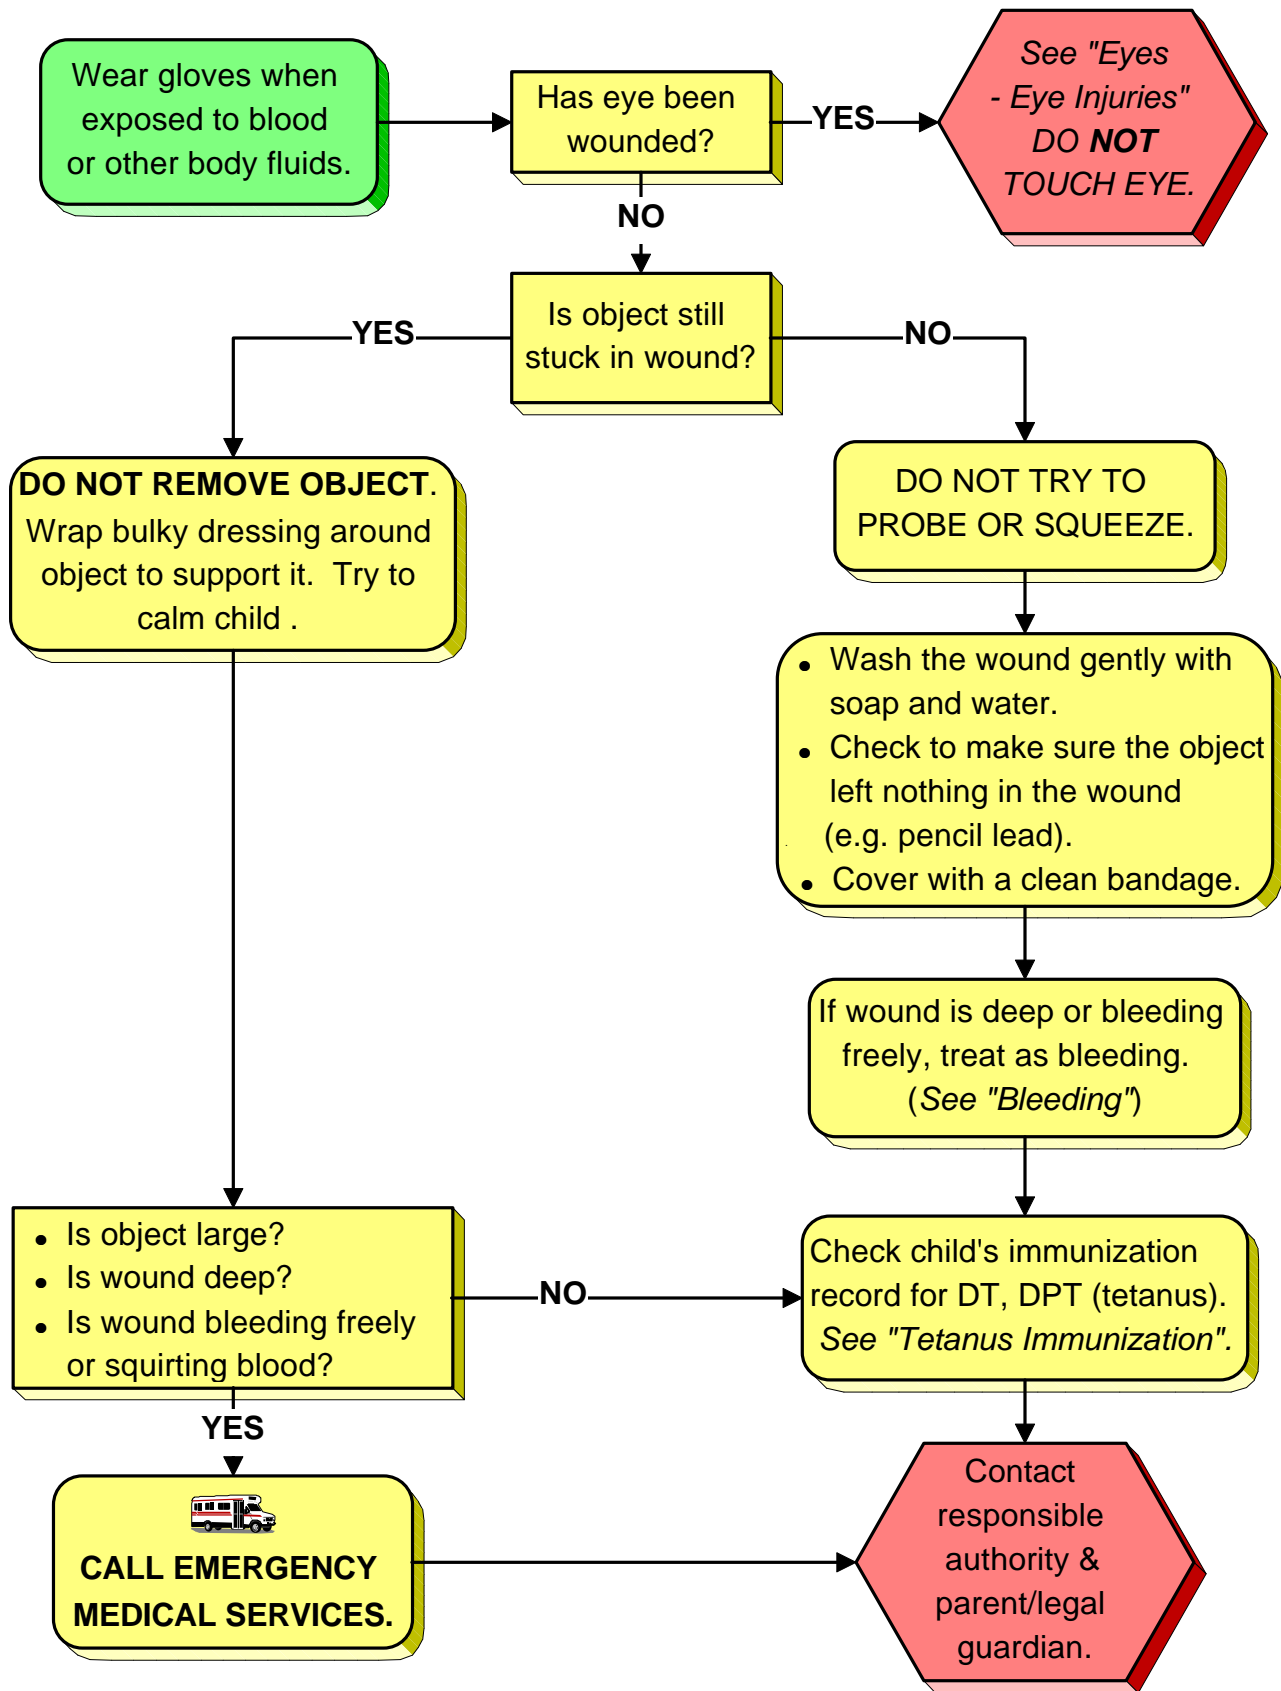 Wear gloves when
exposed to blood
or other body fluids.
Has eye been
wounded?
YES
See "Eyes
- Eye Injuries"
DO NOT
TOUCH EYE.
NO
Is object still
stuck in wound?
YES
NO
DO NOT REMOVE OBJECT.
Wrap bulky dressing around
object to support it. Try to
calm child .
DO NOT TRY TO
PROBE OR SQUEEZE.
• Wash the wound gently with
soap and water.
• Check to make sure the object
left nothing in the wound
(e.g. pencil lead).
• Cover with a clean bandage.
If wound is deep or bleeding
freely, treat as bleeding.
(See "Bleeding")
• Is object large?
• Is wound deep?
• Is wound bleeding freely
or squirting blood?
NO
Check child's immunization
record for DT, DPT (tetanus).
See "Tetanus Immunization".
YES
CALL EMERGENCY
MEDICAL SERVICES.
Contact
responsible
authority &
parent/legal
guardian.